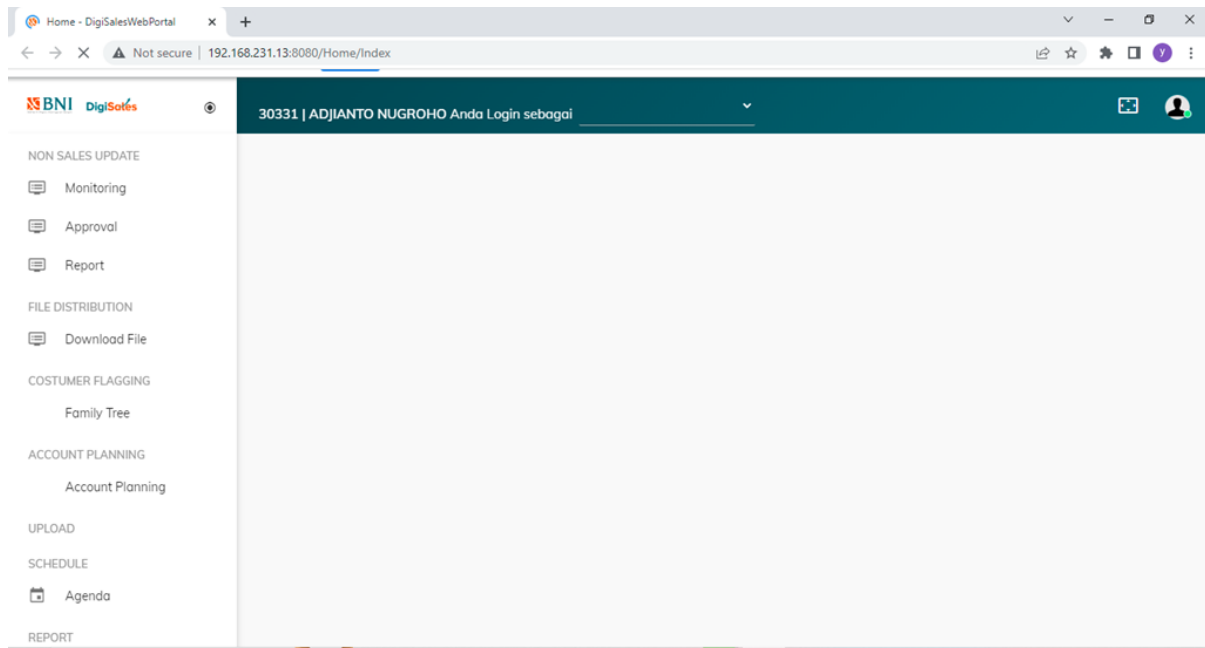 Home - DigiSalesWebPortal
Not secure | 192.168.231.13:8080/Home/Index
y
BNI DigiSales
30331 | ADJIANTO NUGROHO Anda Login sebagai
NON SALES UPDATE
Monitoring
Approval
Report
FILE DISTRIBUTION
Download File
COSTUMER FLAGGING
Family Tree
ACCOUNT PLANNING
Account Planning
UPLOAD
SCHEDULE
Agenda
REPORT